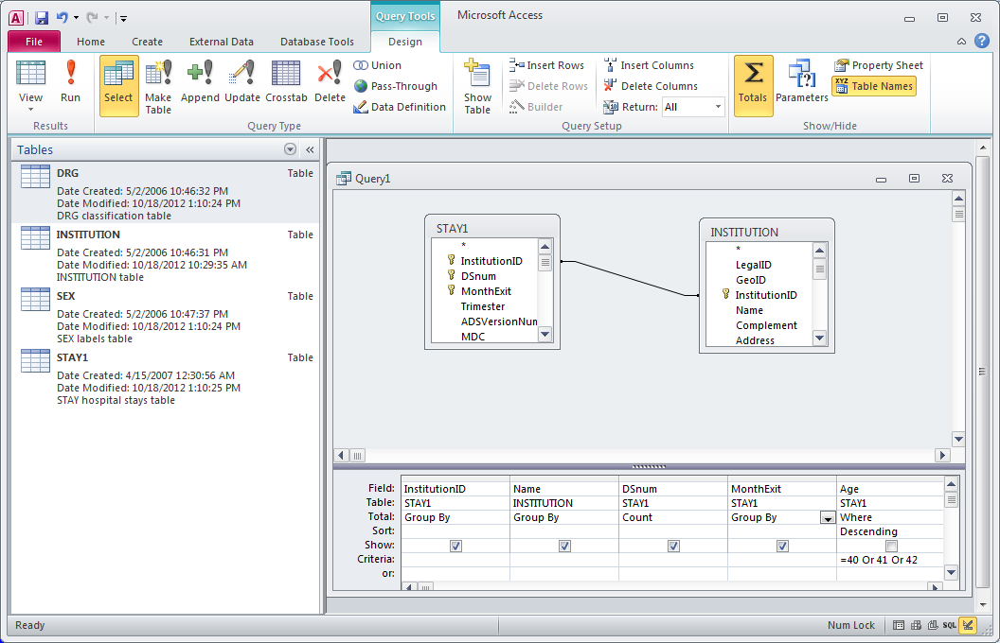 A Query Tools Microsoft Access
File Home Create External Data Database Tools Design
View Run Select Make Table Append Update Crosstab Delete Union Pass-Through Data Definition Show Table Insert Rows Delete Rows Builder Insert Columns Delete Columns Return: All Totals Parameters Property Sheet XYZ Table Names
Results Query Type Query Setup Show/Hide
Tables
DRG Table
Date Created: 5/2/2006 10:46:32 PM
Date Modified: 10/18/2012 1:10:24 PM
DRG classification table
INSTITUTION Table
Date Created: 5/2/2006 10:46:31 PM
Date Modified: 10/18/2012 10:29:35 AM
INSTITUTION table
SEX Table
Date Created: 5/2/2006 10:47:37 PM
Date Modified: 10/18/2012 1:10:24 PM
SEX labels table
STAY1 Table
Date Created: 4/15/2007 12:30:56 AM
Date Modified: 10/18/2012 1:10:25 PM
STAY hospital stays table
Query1
STAY1
*
InstitutionID
DSnum
MonthExit
Trimester
ADSVersionNum
MDC
INSTITUTION
*
LegalID
GeoID
InstitutionID
Name
Complement
Address
Field: InstitutionID Name DSnum MonthExit Age
Table: STAY1 INSTITUTION STAY1 STAY1 STAY1
Total: Group By Group By Count Group By Where
Sort: Descending
Show:
Criteria: =40 Or 41 Or 42
or:
Ready Num Lock SQL